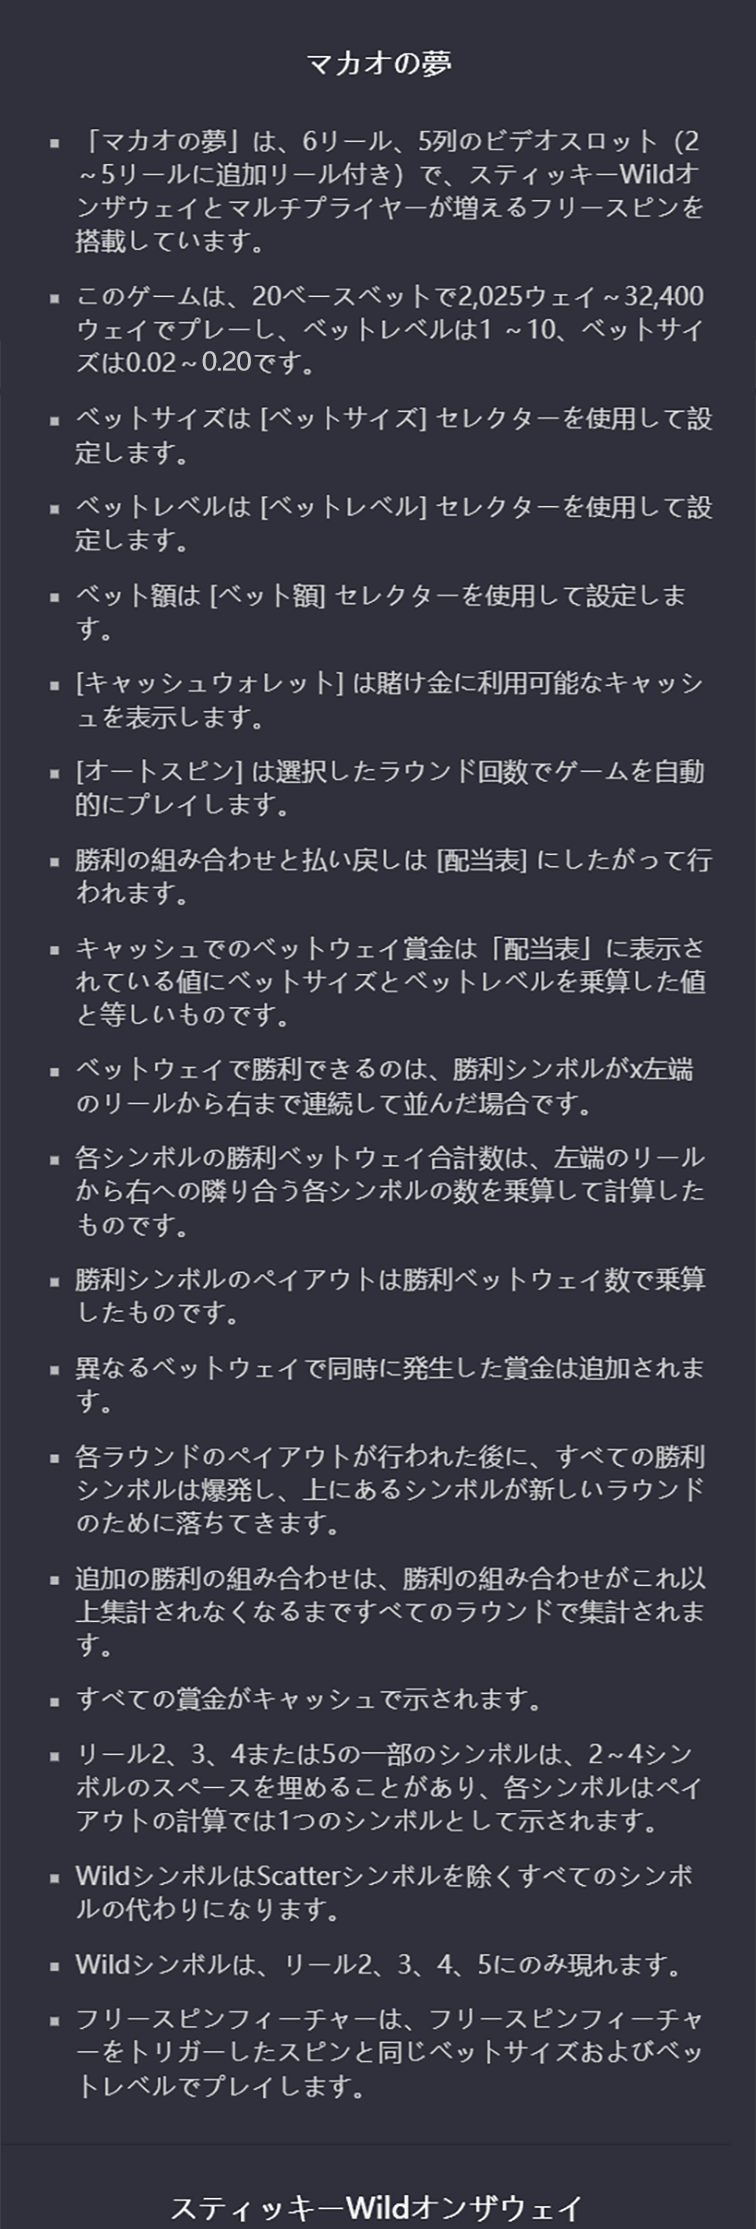 マカオの夢
「マカオの夢」は、6リール、5列のビデオスロット（2
～5リールに追加リール付き）で、スティッキーWildオ
ンザウェイとマルチプライヤーが増えるフリースピンを
搭載しています。
このゲームは、20ベースベットで2,025ウェイ～32,400
ウェイでプレーし、ベットレベルは1 ～10、ベットサイ
ズは0.02～0.20です。
ベットサイズは [ベットサイズ] セレクターを使用して設
定します。
ベットレベルは [ベットレベル] セレクターを使用して設
定します。
ベット額は [ベット額] セレクターを使用して設定しま
す。
[キャッシュウォレット] は賭け金に利用可能なキャッシ
ュを表示します。
[オートスピン] は選択したラウンド回数でゲームを自動
的にプレイします。
勝利の組み合わせと払い戻しは [配当表] にしたがって行
われます。
キャッシュでのベットウェイ賞金は「配当表」に表示さ
れている値にベットサイズとベットレベルを乗算した値
と等しいものです。
ベットウェイで勝利できるのは、勝利シンボルがx左端
のリールから右まで連続して並んだ場合です。
各シンボルの勝利ベットウェイ合計数は、左端のリール
から右への隣り合う各シンボルの数を乗算して計算した
ものです。
勝利シンボルのペイアウトは勝利ベットウェイ数で乗算
したものです。
異なるベットウェイで同時に発生した賞金は追加されま
す。
各ラウンドのペイアウトが行われた後に、すべての勝利
シンボルは爆発し、上にあるシンボルが新しいラウンド
のために落ちてきます。
追加の勝利の組み合わせは、勝利の組み合わせがこれ以
上集計されなくなるまですべてのラウンドで集計されま
す。
すべての賞金がキャッシュで示されます。
リール2、3、4または5の一部のシンボルは、2～4シン
ボルのスペースを埋めることがあり、各シンボルはペイ
アウトの計算では1つのシンボルとして示されます。
WildシンボルはScatterシンボルを除くすべてのシンボ
ルの代わりになります。
Wildシンボルは、リール2、3、4、5にのみ現れます。
フリースピンフィーチャーは、フリースピンフィーチャ
ーをトリガーしたスピンと同じベットサイズおよびベッ
トレベルでプレイします。
スティッキーWildオンザウェイ